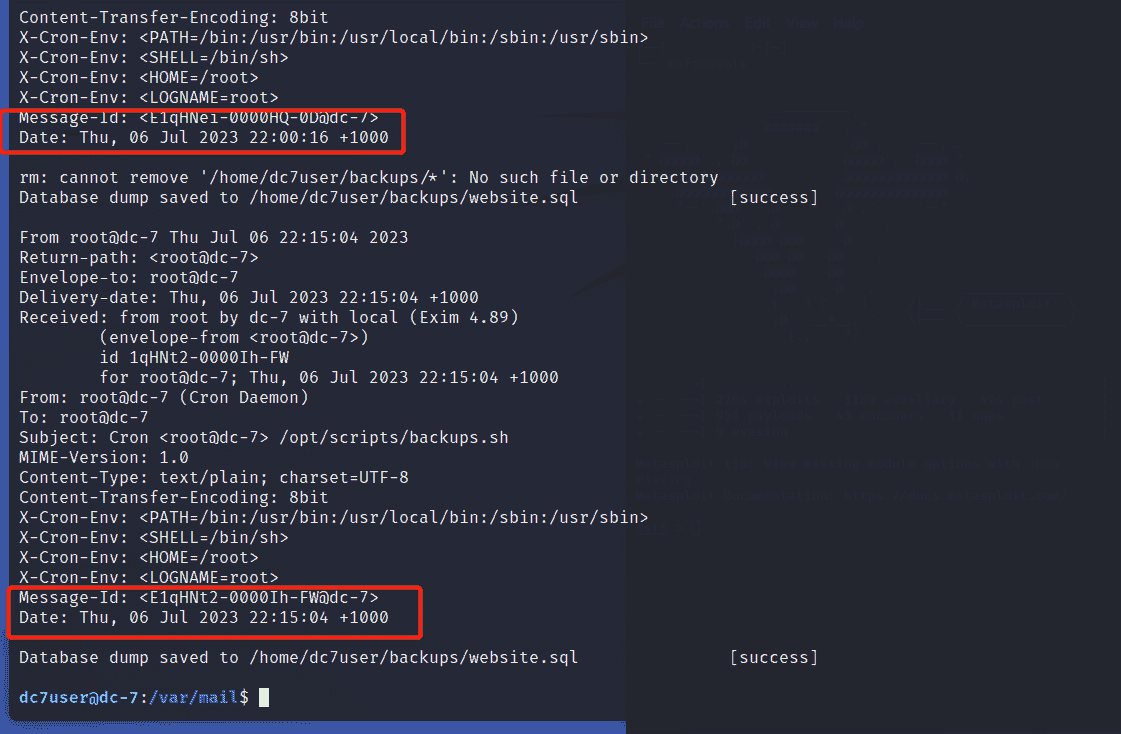 Content-Transfer-Encoding: 8bit
X-Cron-Env: <PATH=/bin:/usr/bin:/usr/local/bin:/sbin:/usr/sbin>
X-Cron-Env: <SHELL=/bin/sh>
X-Cron-Env: <HOME=/root>
X-Cron-Env: <LOGNAME=root>
Message-Id: <E1qHNei-0000HQ-0D@dc-7>
Date: Thu, 06 Jul 2023 22:00:16 +1000

rm: cannot remove '/home/dc7user/backups/*': No such file or directory
Database dump saved to /home/dc7user/backups/website.sql [success]

From root@dc-7 Thu Jul 06 22:15:04 2023
Return-path: <root@dc-7>
Envelope-to: root@dc-7
Delivery-date: Thu, 06 Jul 2023 22:15:04 +1000
Received: from root by dc-7 with local (Exim 4.89)
(envelope-from <root@dc-7>)
id 1qHNt2-0000Ih-FW
for root@dc-7; Thu, 06 Jul 2023 22:15:04 +1000
From: root@dc-7 (Cron Daemon)
To: root@dc-7
Subject: Cron <root@dc-7> /opt/scripts/backups.sh
MIME-Version: 1.0
Content-Type: text/plain; charset=UTF-8
Content-Transfer-Encoding: 8bit
X-Cron-Env: <PATH=/bin:/usr/bin:/usr/local/bin:/sbin:/usr/sbin>
X-Cron-Env: <SHELL=/bin/sh>
X-Cron-Env: <HOME=/root>
X-Cron-Env: <LOGNAME=root>
Message-Id: <E1qHNt2-0000Ih-FW@dc-7>
Date: Thu, 06 Jul 2023 22:15:04 +1000

Database dump saved to /home/dc7user/backups/website.sql [success]

dc7user@dc-7:/var/mail$